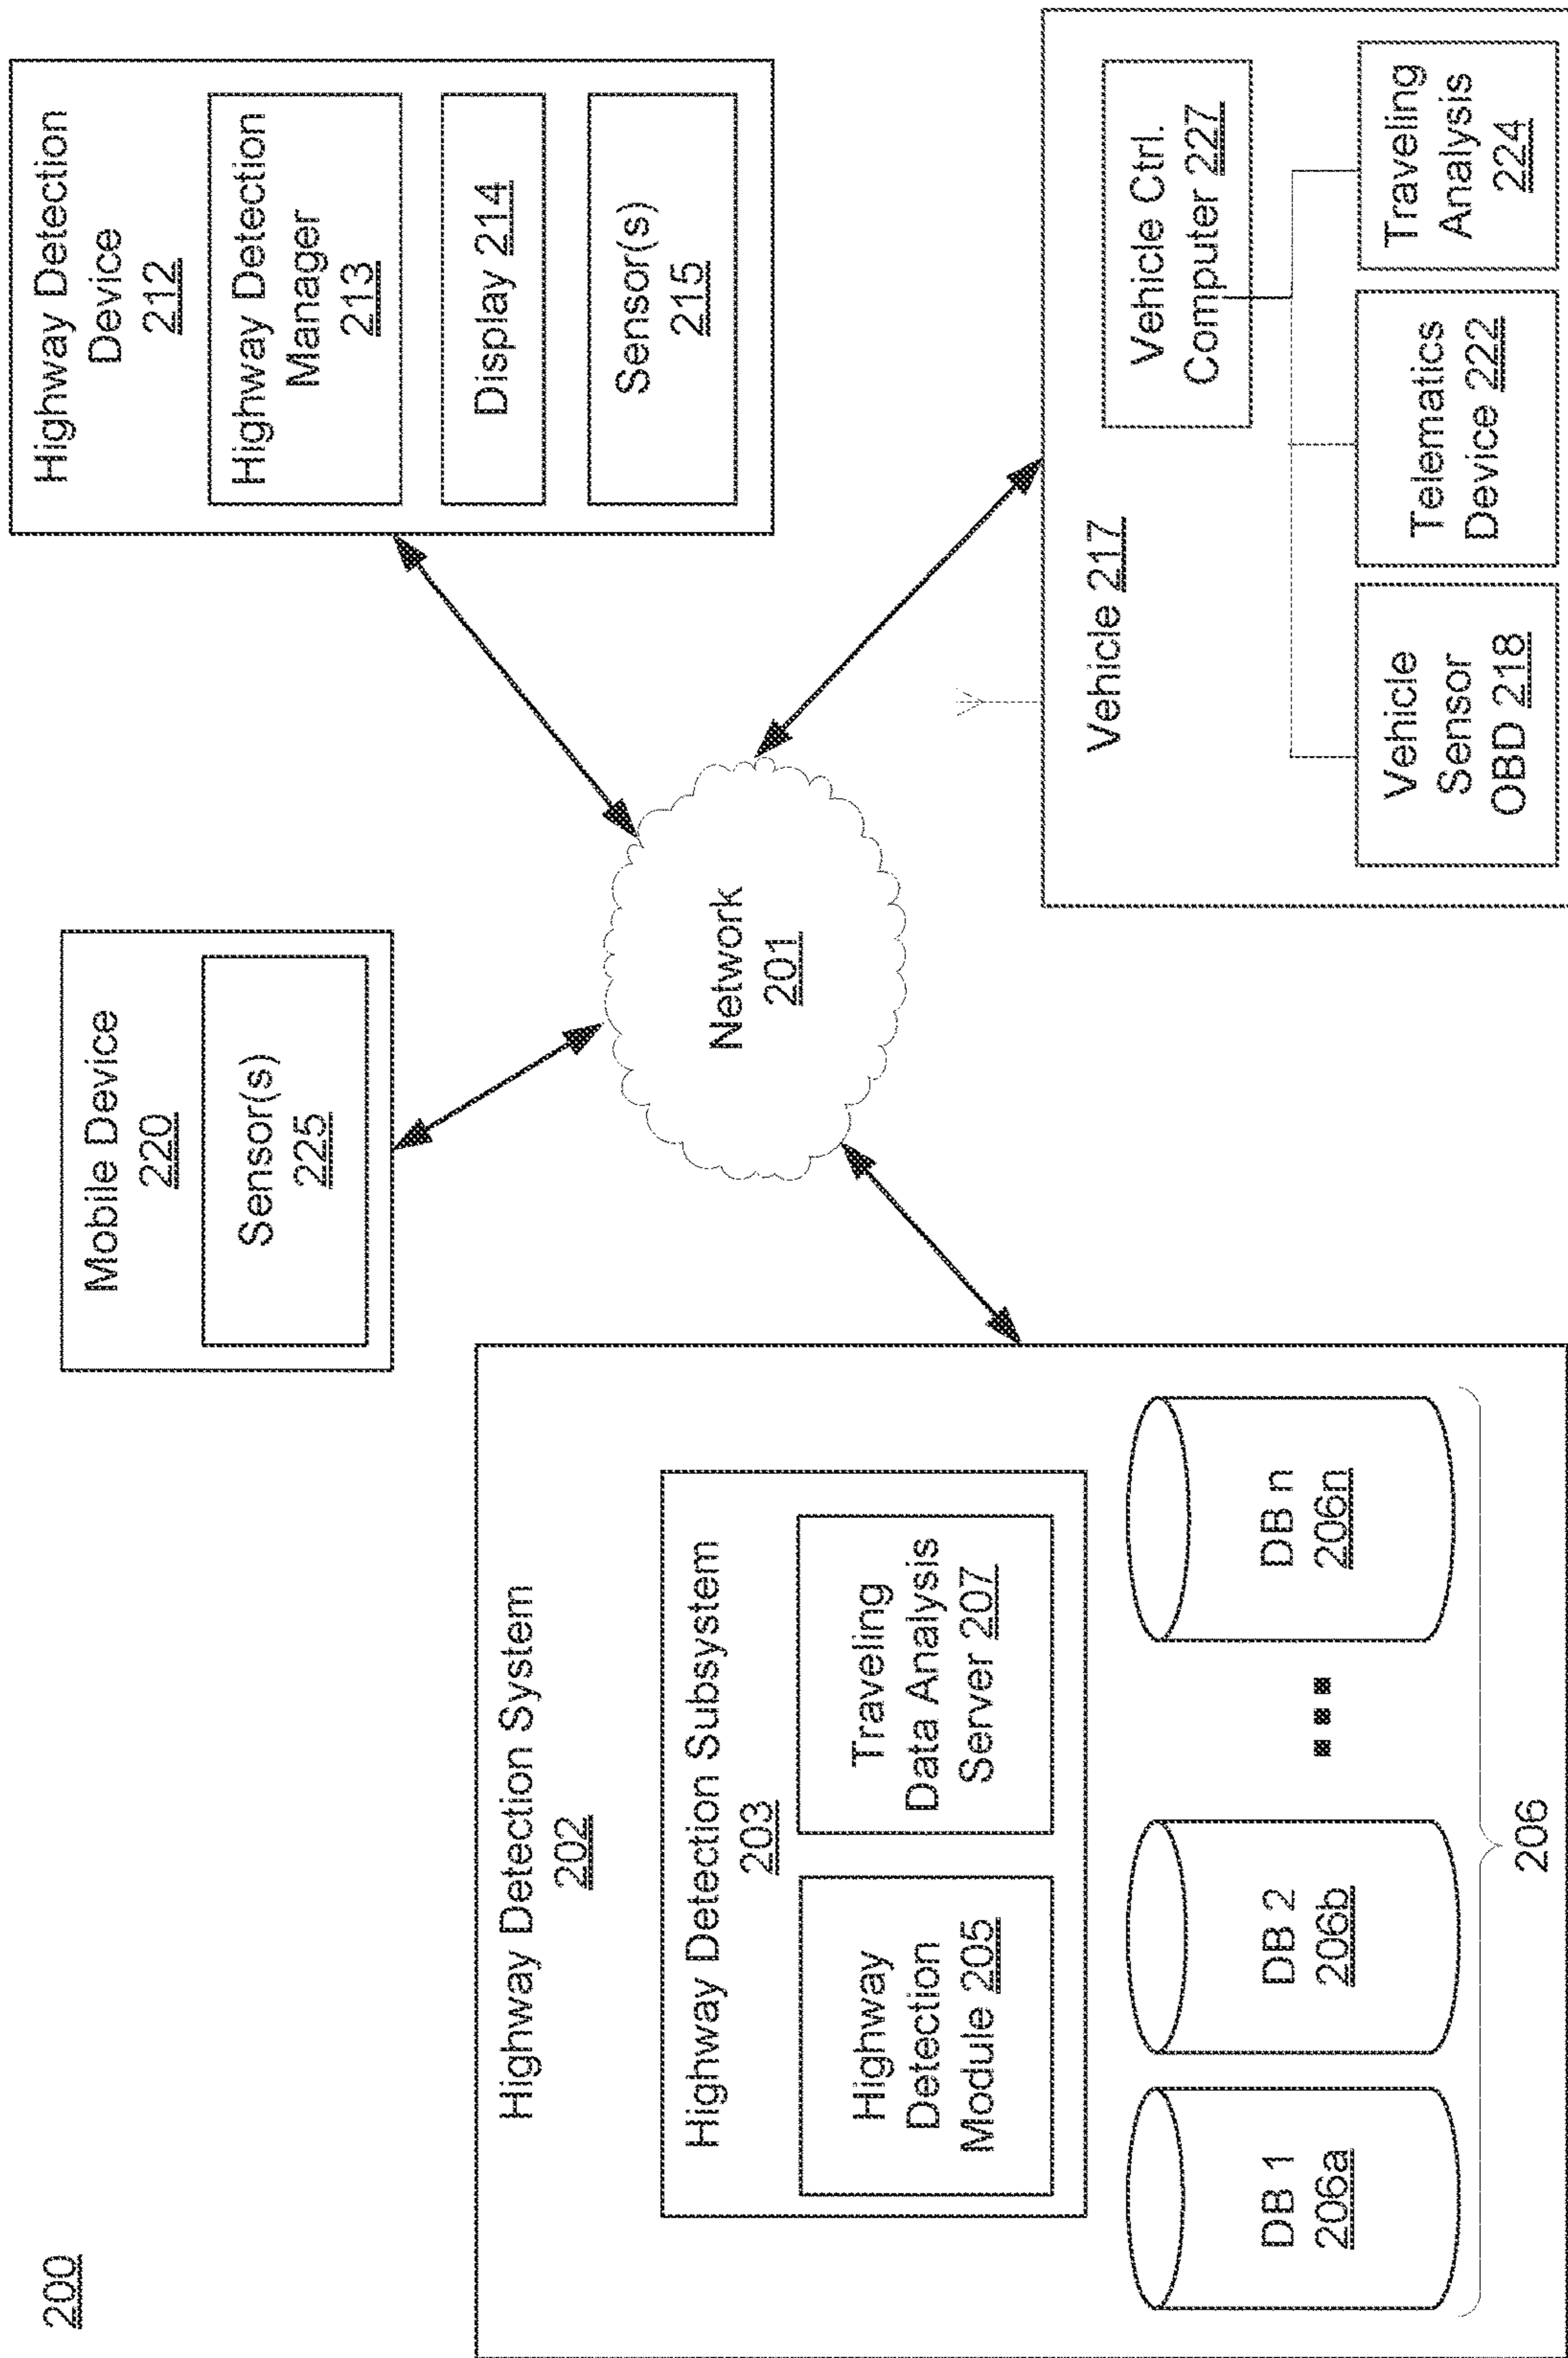 200
Mobile Device
220
Sensor(s)
225
Highway Detection
Device
212
Highway Detection
Manager
213
Display 214
Sensor(s)
215
Network
201
Highway Detection System
202
Highway Detection Subsystem
203
Highway
Detection
Module 205
Traveling
Data Analysis
Server 207
DB 1
206a
DB 2
206b
DB n
206n
206
Vehicle 217
Vehicle Ctrl.
Computer 227
Vehicle
Sensor
OBD 218
Telematics
Device 222
Traveling
Analysis
224